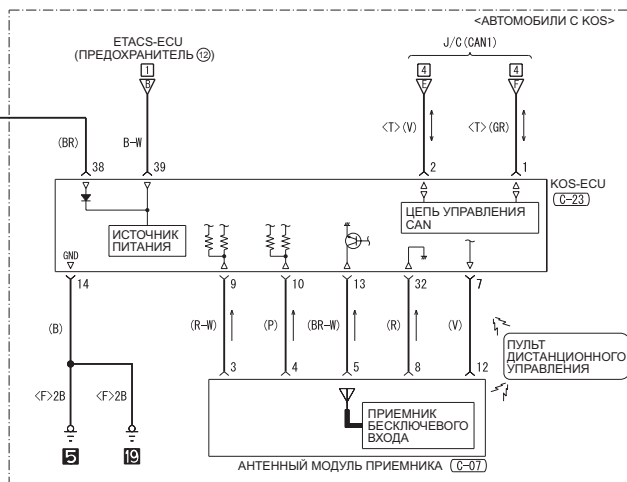 <АВТОМОБИЛИ С KOS>
ETACS-ECU
(ПРЕДОХРАНИТЕЛЬ ⑫)
J/C(CAN1)
1
4
4
B
E
F
(BR)
B-W
<T>(V)
<T>(GR)
38
39
2
1
KOS-ECU
C-23
ИСТОЧНИК
ПИТАНИЯ
ЦЕПЬ УПРАВЛЕНИЯ
CAN
GND
14
9
10
13
32
7
(B)
(R-W)
(P)
(BR-W)
(R)
(V)
ПУЛЬТ
ДИСТАНЦИОННОГО
УПРАВЛЕНИЯ
3
4
5
8
12
<F>2B
<F>2B
ПРИЕМНИК
БЕСКЛЮЧЕВОГО
ВХОДА
5
19
АНТЕННЫЙ МОДУЛЬ ПРИЕМНИКА
C-07